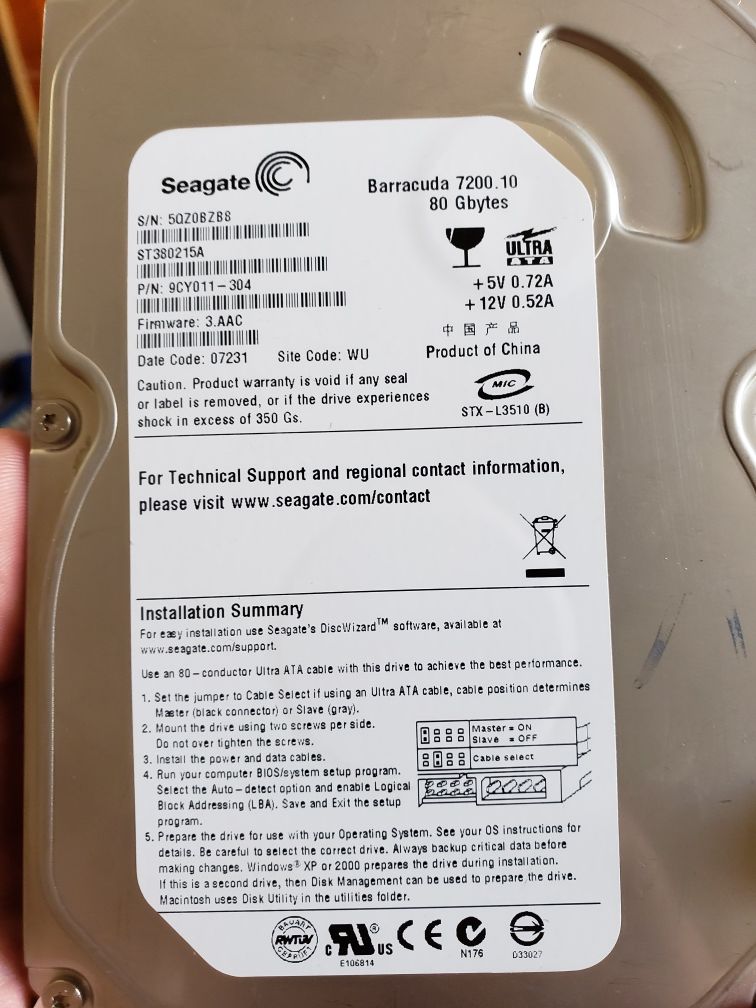 Seagate
Barracuda 7200.10
80 Gbytes
S/N: 5QZ0BZBS
ST380215A
P/N: 9CY011-304
Firmware: 3.AAC
Date Code: 07231 Site Code: WU
ULTRA
ATA
+5V 0.72A
+12V 0.52A
中国产品
Product of China
MIC
STX-L3510 (B)
Caution. Product warranty is void if any seal
or label is removed, or if the drive experiences
shock in excess of 350 Gs.
For Technical Support and regional contact information,
please visit www.seagate.com/contact
Installation Summary
For easy installation use Seagate's DiscWizard™ software, available at
www.seagate.com/support.
Use an 80-conductor Ultra ATA cable with this drive to achieve the best performance.
1. Set the jumper to Cable Select if using an Ultra ATA cable, cable position determines
Master (black connector) or Slave (gray).
2. Mount the drive using two screws per side.
Do not over tighten the screws.
3. Install the power and data cables.
4. Run your computer BIOS/system setup program.
Select the Auto-detect option and enable Logical
Block Addressing (LBA). Save and Exit the setup
program.
Master = ON
Slave = OFF
Cable select
5. Prepare the drive for use with your Operating System. See your OS instructions for
details. Be careful to select the correct drive. Always backup critical data before
making changes. Windows® XP or 2000 prepares the drive during installation.
If this is a second drive, then Disk Management can be used to prepare the drive.
Macintosh uses Disk Utility in the utilities folder.
BAUART
RWTÜV
GEPRÜFT
c RU® US
E106814
CE
N176
D33027